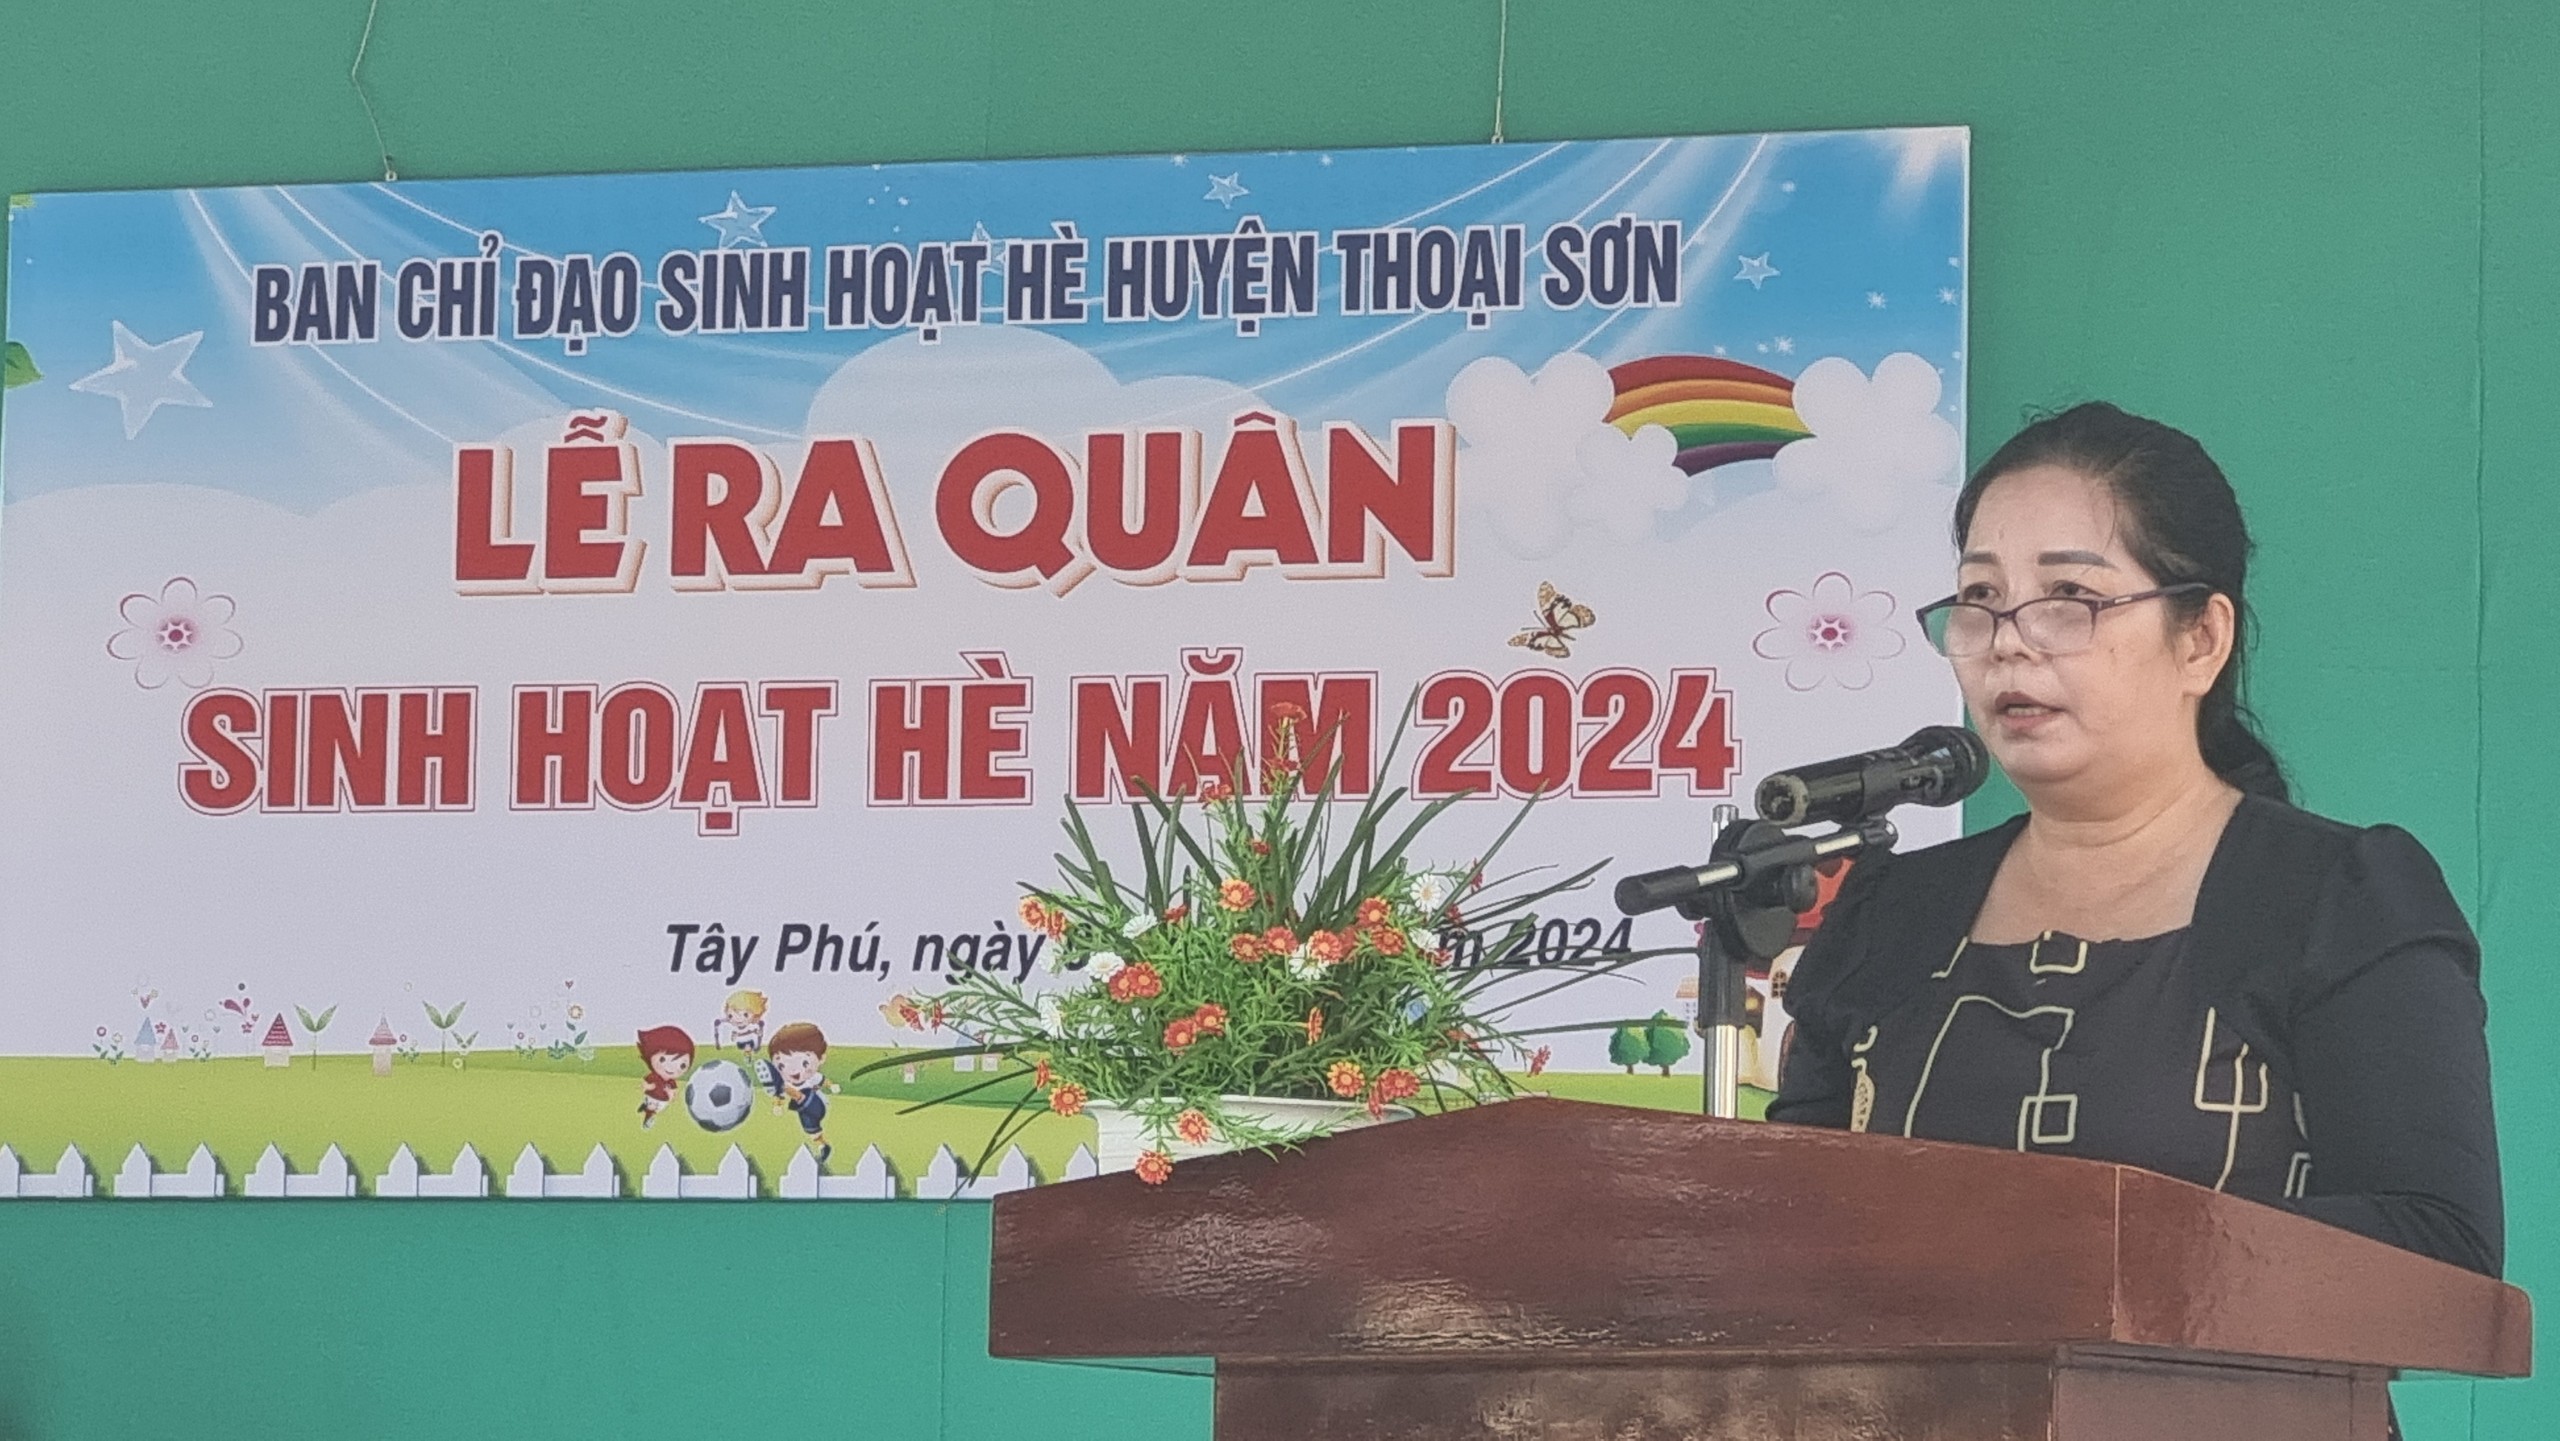 BAN CHỈ ĐẠO SINH HOẠT HÈ HUYỆN THOẠI SƠN
LỄ RA QUÂN
SINH HOẠT HÈ NĂM 2024
Tây Phú, ngày 2024